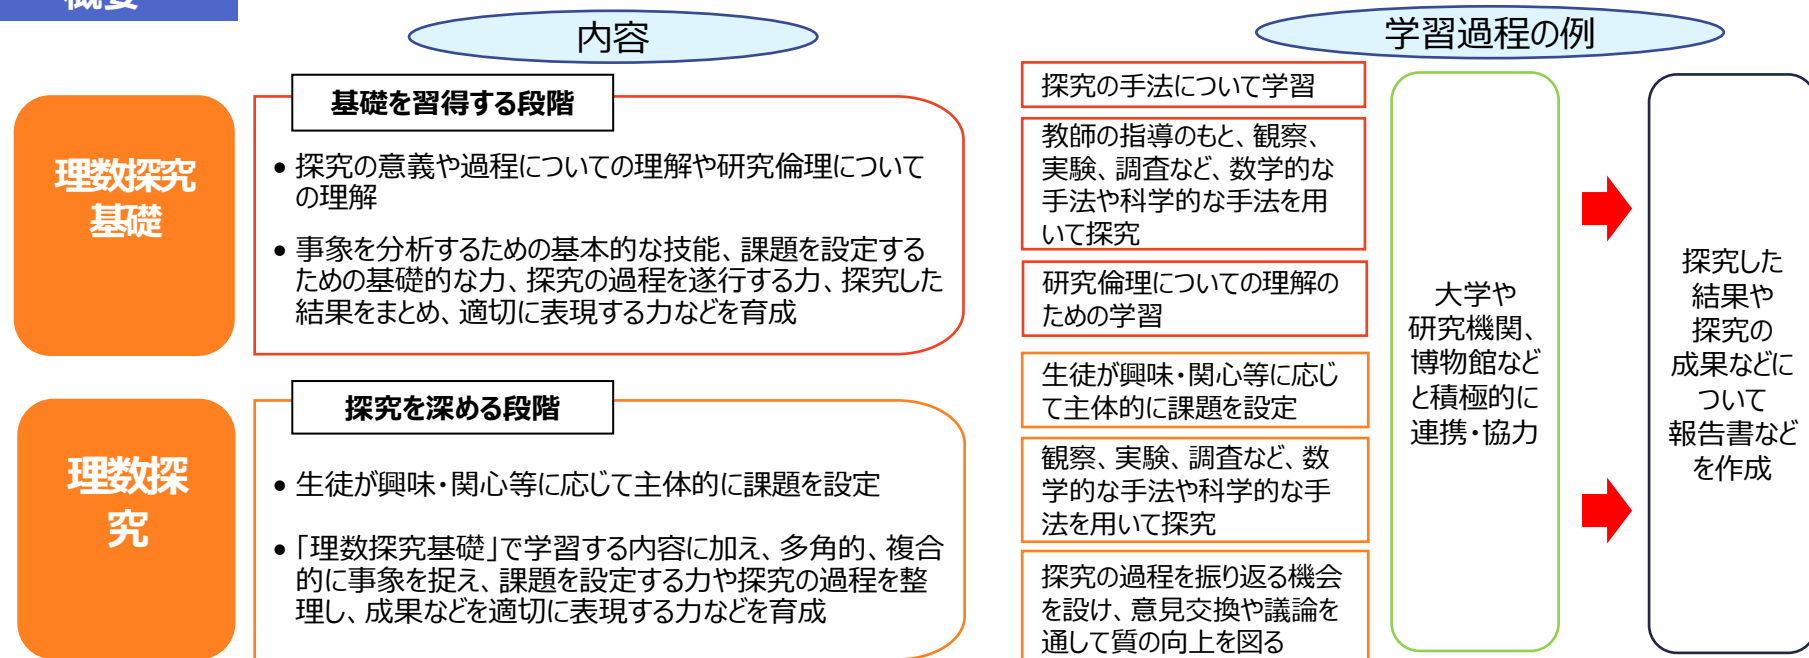 概要
内容
学習過程の例
理数探究
基礎
基礎を習得する段階
• 探究の意義や過程についての理解や研究倫理について
の理解
• 事象を分析するための基本的な技能、課題を設定する
ための基礎的な力、探究の過程を遂行する力、探究した
結果をまとめ、適切に表現する力などを育成
理数探
究
探究を深める段階
• 生徒が興味・関心等に応じて主体的に課題を設定
• 「理数探究基礎」で学習する内容に加え、多角的、複合
的に事象を捉え、課題を設定する力や探究の過程を整
理し、成果などを適切に表現する力などを育成
探究の手法について学習
教師の指導のもと、観察、
実験、調査など、数学的な
手法や科学的な手法を用
いて探究
研究倫理についての理解の
ための学習
生徒が興味・関心等に応じ
て主体的に課題を設定
観察、実験、調査など、数
学的な手法や科学的な手
法を用いて探究
探究の過程を振り返る機会
を設け、意見交換や議論を
通して質の向上を図る
大学や
研究機関、
博物館など
と積極的に
連携・協力
探究した
結果や
探究の
成果などに
ついて
報告書など
を作成